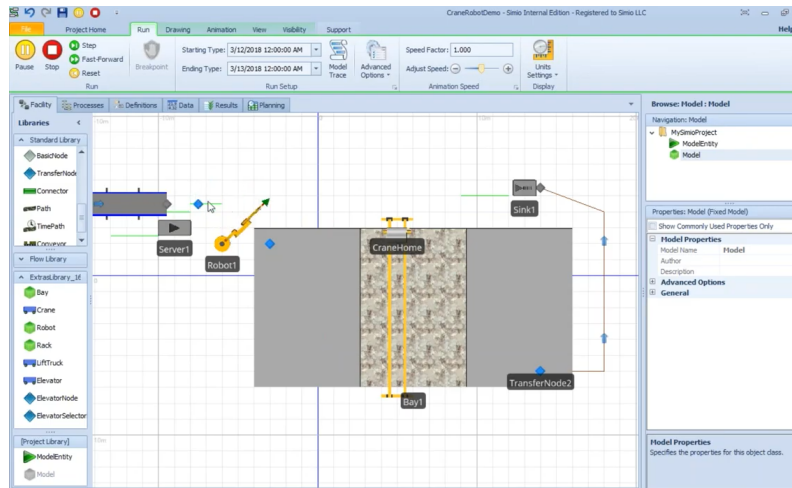 CraneRobotDemo - Simio Internal Edition - Registered to Simio LLC
File Project Home Run Drawing Animation View Visibility Support Help
Pause Stop Step Fast-Forward Reset Run
Breakpoint
Starting Type: 3/12/2018 12:00:00 AM
Ending Type: 3/13/2018 12:00:00 AM
Run Setup
Model Trace
Advanced Options
Speed Factor: 1.000
Adjust Speed:
Animation Speed
Units Settings
Display
Facility Processes Definitions Data Results Planning
Libraries
Standard Library
BasicNode
TransferNode
Connector
Path
TimePath
Conveyor
Flow Library
Bay
Crane
Robot
Rack
LiftTruck
Elevator
ElevatorNode
ElevatorSelector
[Project Library]
ModelEntity
Model
Server1
Robot1
CraneHome
Sink1
TransferNode2
Bay1
Browse: Model : Model
Navigation: Model
MySimioProject
ModelEntity
Model
Properties: Model (Fixed Model)
Show Commonly Used Properties Only
Model Properties
Model Name Model
Author
Description
Advanced Options
General
Model Properties
Specifies the properties for this object class.